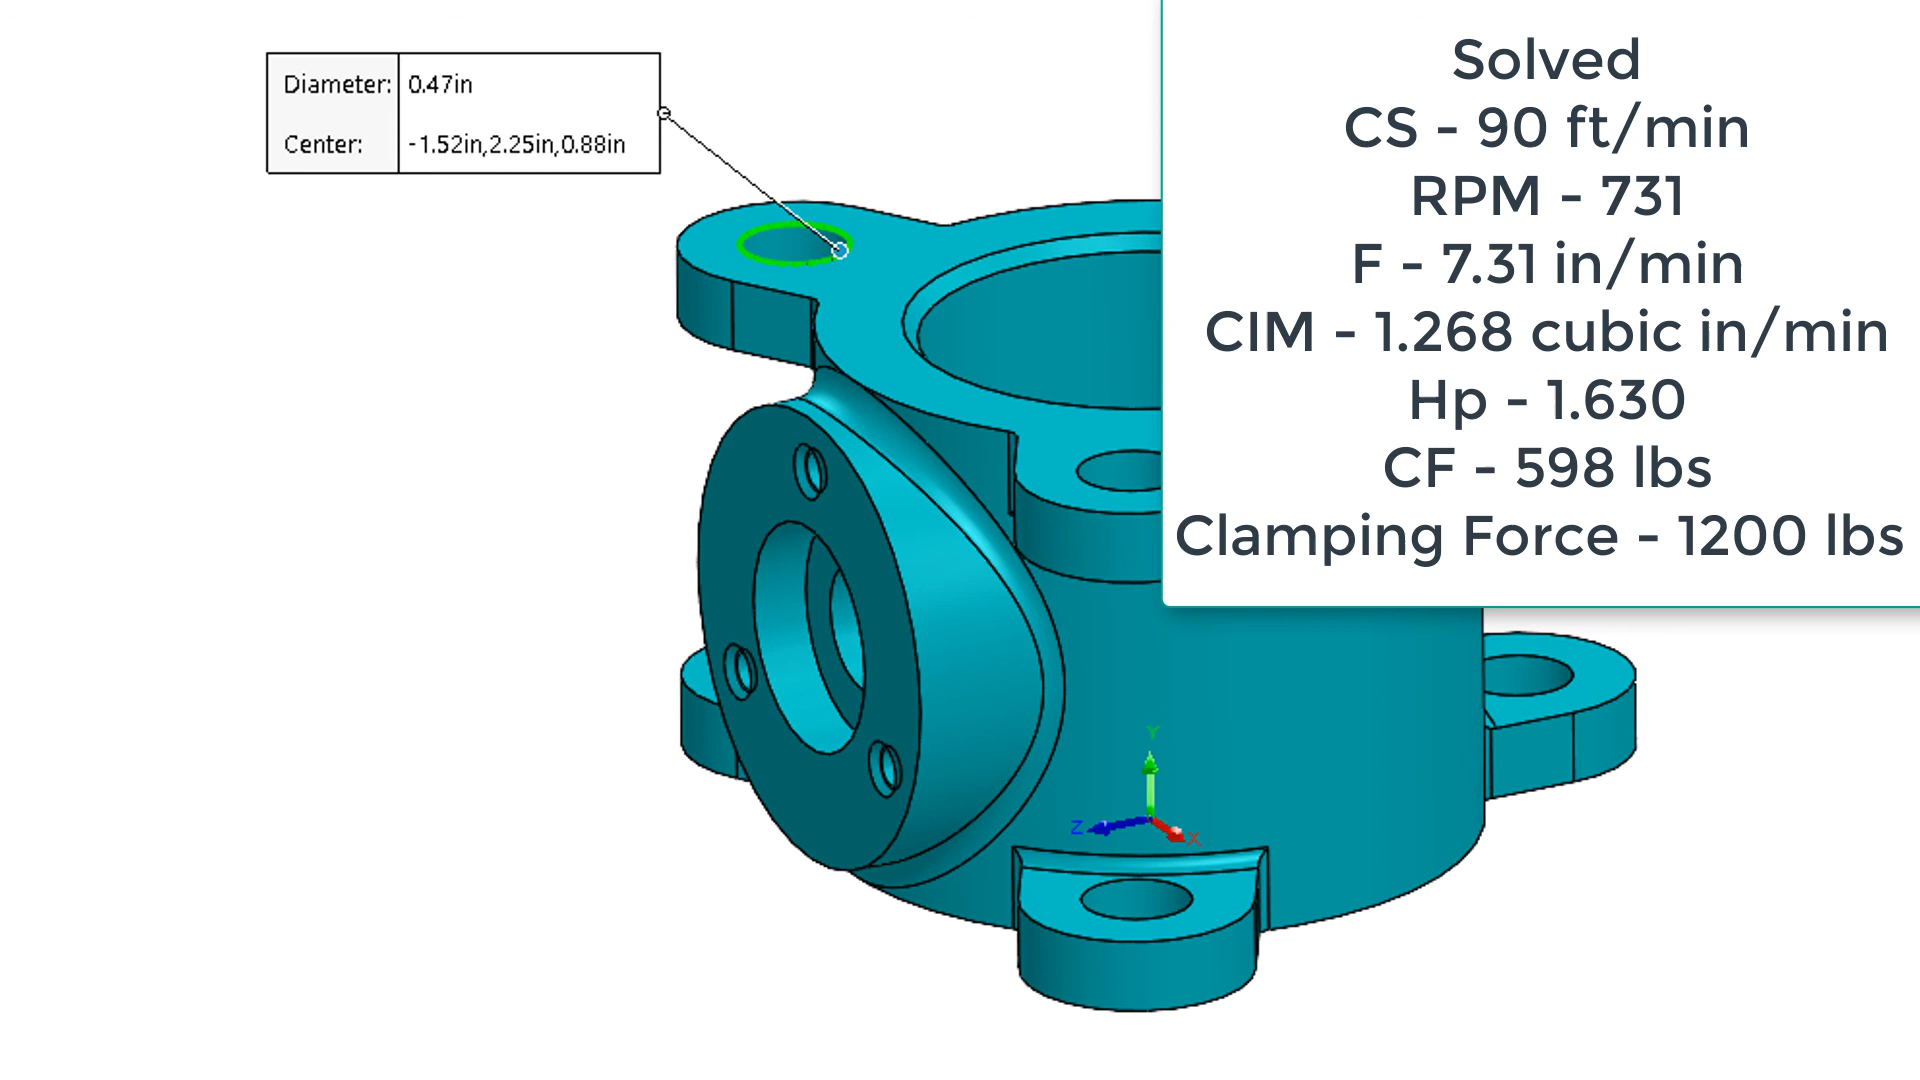 Diameter: 0.47in
Center: -1.52in,2.25in,0.88in
Solved
CS - 90 ft/min
RPM - 731
F - 7.31 in/min
CIM - 1.268 cubic in/min
Hp - 1.630
CF - 598 lbs
Clamping Force - 1200 lbs
Y
Z
X